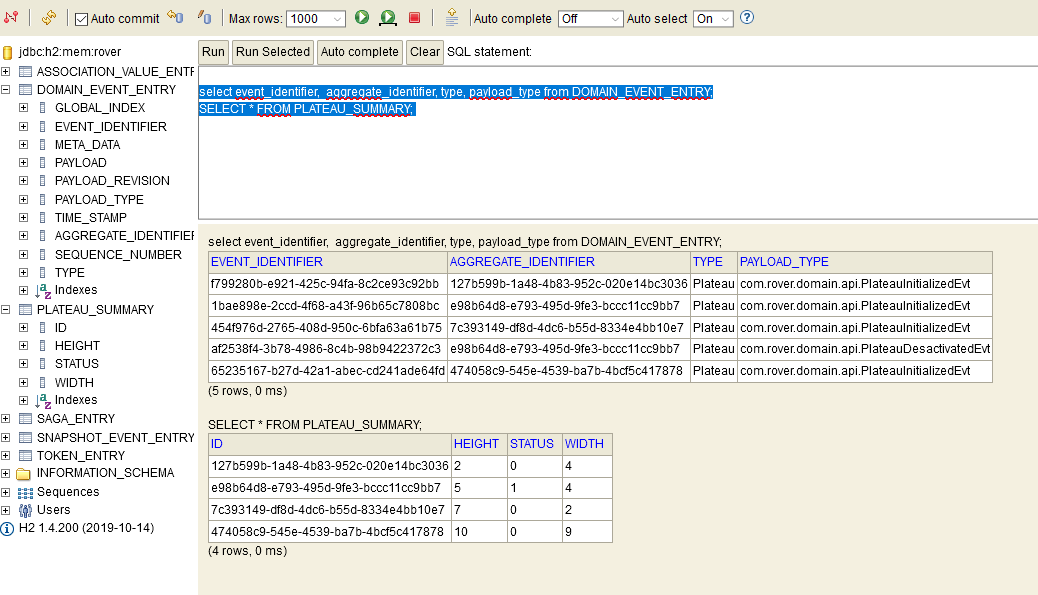 Auto commit Max rows: 1000 Auto complete Off Auto select On ?
jdbc:h2:mem:rover
ASSOCIATION_VALUE_ENTF
DOMAIN_EVENT_ENTRY
GLOBAL_INDEX
EVENT_IDENTIFIER
META_DATA
PAYLOAD
PAYLOAD_REVISION
PAYLOAD_TYPE
TIME_STAMP
AGGREGATE_IDENTIFIEF
SEQUENCE_NUMBER
TYPE
Indexes
PLATEAU_SUMMARY
ID
HEIGHT
STATUS
WIDTH
Indexes
SAGA_ENTRY
SNAPSHOT_EVENT_ENTRY
TOKEN_ENTRY
INFORMATION_SCHEMA
Sequences
Users
H2 1.4.200 (2019-10-14)
Run Run Selected Auto complete Clear SQL statement:
select event_identifier,  aggregate_identifier, type, payload_type from DOMAIN_EVENT_ENTRY;
SELECT * FROM PLATEAU_SUMMARY;
select event_identifier,  aggregate_identifier, type, payload_type from DOMAIN_EVENT_ENTRY;
EVENT_IDENTIFIER AGGREGATE_IDENTIFIER TYPE PAYLOAD_TYPE
f799280b-e921-425c-94fa-8c2ce93c92bb 127b599b-1a48-4b83-952c-020e14bc3036 Plateau com.rover.domain.api.PlateauInitializedEvt
1bae898e-2ccd-4f68-a43f-96b65c7808bc e98b64d8-e793-495d-9fe3-bccc11cc9bb7 Plateau com.rover.domain.api.PlateauInitializedEvt
454f976d-2765-408d-950c-6bfa63a61b75 7c393149-df8d-4dc6-b55d-8334e4bb10e7 Plateau com.rover.domain.api.PlateauInitializedEvt
af2538f4-3b78-4986-8c4b-98b9422372c3 e98b64d8-e793-495d-9fe3-bccc11cc9bb7 Plateau com.rover.domain.api.PlateauDesactivatedEvt
65235167-b27d-42a1-abec-cd241ade64fd 474058c9-545e-4539-ba7b-4bcf5c417878 Plateau com.rover.domain.api.PlateauInitializedEvt
(5 rows, 0 ms)
SELECT * FROM PLATEAU_SUMMARY;
ID HEIGHT STATUS WIDTH
127b599b-1a48-4b83-952c-020e14bc3036 2 0 4
e98b64d8-e793-495d-9fe3-bccc11cc9bb7 5 1 4
7c393149-df8d-4dc6-b55d-8334e4bb10e7 7 0 2
474058c9-545e-4539-ba7b-4bcf5c417878 10 0 9
(4 rows, 0 ms)